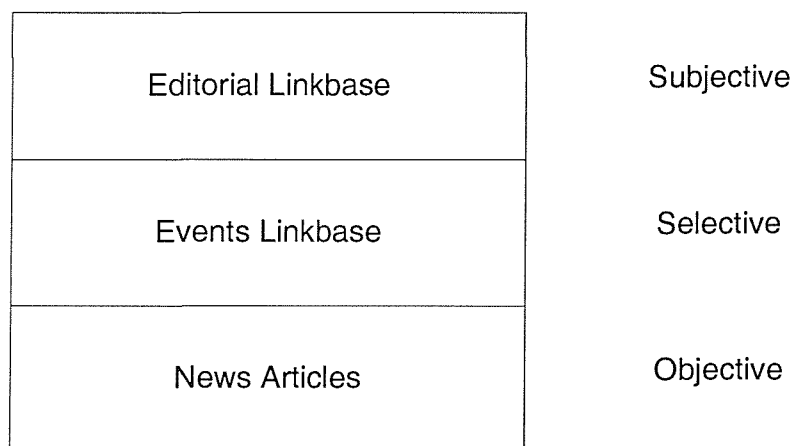 Editorial Linkbase Subjective
Events Linkbase Selective
News Articles Objective